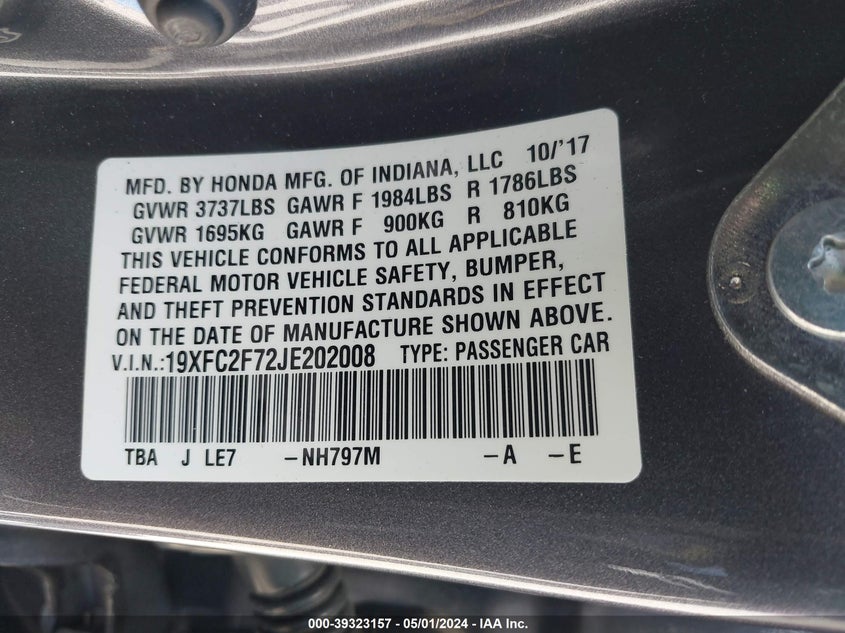 MFD. BY HONDA MFG. OF INDIANA, LLC 10/'17
GVWR 3737LBS GAWR F 1984LBS R 1786LBS
GVWR 1695KG GAWR F 900KG R 810KG
THIS VEHICLE CONFORMS TO ALL APPLICABLE
FEDERAL MOTOR VEHICLE SAFETY, BUMPER,
AND THEFT PREVENTION STANDARDS IN EFFECT
ON THE DATE OF MANUFACTURE SHOWN ABOVE.
V.I.N.:19XFC2F72JE202008 TYPE: PASSENGER CAR
TBA J LE7 -NH797M -A -E
000-39323157 - 05/01/2024 - IAAI.COM